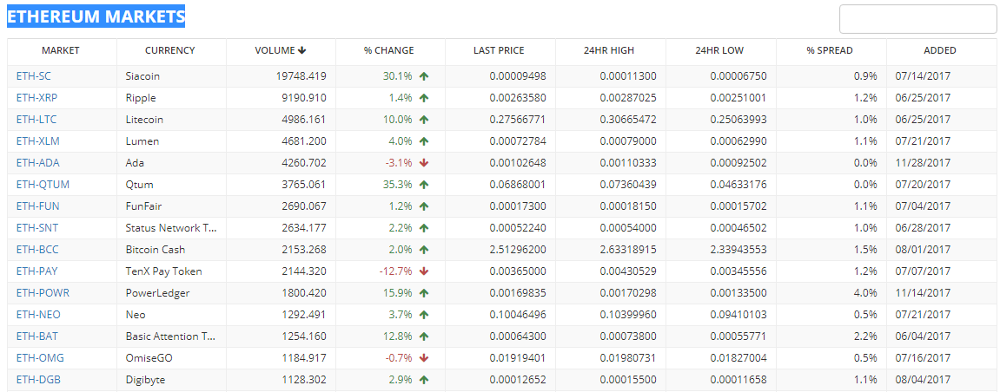 ETHEREUM MARKETS
MARKET CURRENCY VOLUME % CHANGE LAST PRICE 24HR HIGH 24HR LOW % SPREAD ADDED
ETH-SC Siacoin 19748.419 30.1% 0.00009498 0.00011300 0.00006750 0.9% 07/14/2017
ETH-XRP Ripple 9190.910 1.4% 0.00263580 0.00287025 0.00251001 1.2% 06/25/2017
ETH-LTC Litecoin 4986.161 10.0% 0.27566771 0.30665472 0.25063993 1.0% 06/25/2017
ETH-XLM Lumen 4681.200 4.0% 0.00072784 0.00079000 0.00062990 1.1% 07/21/2017
ETH-ADA Ada 4260.702 -3.1% 0.00102648 0.00110333 0.00092502 0.0% 11/28/2017
ETH-QTUM Qtum 3765.061 35.3% 0.06868001 0.07360439 0.04633176 0.0% 07/20/2017
ETH-FUN FunFair 2690.067 1.2% 0.00017300 0.00018150 0.00015702 1.1% 07/04/2017
ETH-SNT Status Network T... 2634.177 2.2% 0.00052240 0.00054000 0.00046502 1.0% 06/28/2017
ETH-BCC Bitcoin Cash 2153.268 2.0% 2.51296200 2.63318915 2.33943553 1.5% 08/01/2017
ETH-PAY TenX Pay Token 2144.320 -12.7% 0.00365000 0.00430529 0.00345556 1.2% 07/07/2017
ETH-POWR PowerLedger 1800.420 15.9% 0.00169835 0.00170298 0.00133500 4.0% 11/14/2017
ETH-NEO Neo 1292.491 3.7% 0.10046496 0.10399960 0.09410103 0.5% 07/21/2017
ETH-BAT Basic Attention T... 1254.160 12.8% 0.00064300 0.00073800 0.00055771 2.2% 06/04/2017
ETH-OMG OmiseGO 1184.917 -0.7% 0.01919401 0.01980731 0.01827004 0.5% 07/16/2017
ETH-DGB Digibyte 1128.302 2.9% 0.00012652 0.00015500 0.00011658 1.1% 08/04/2017